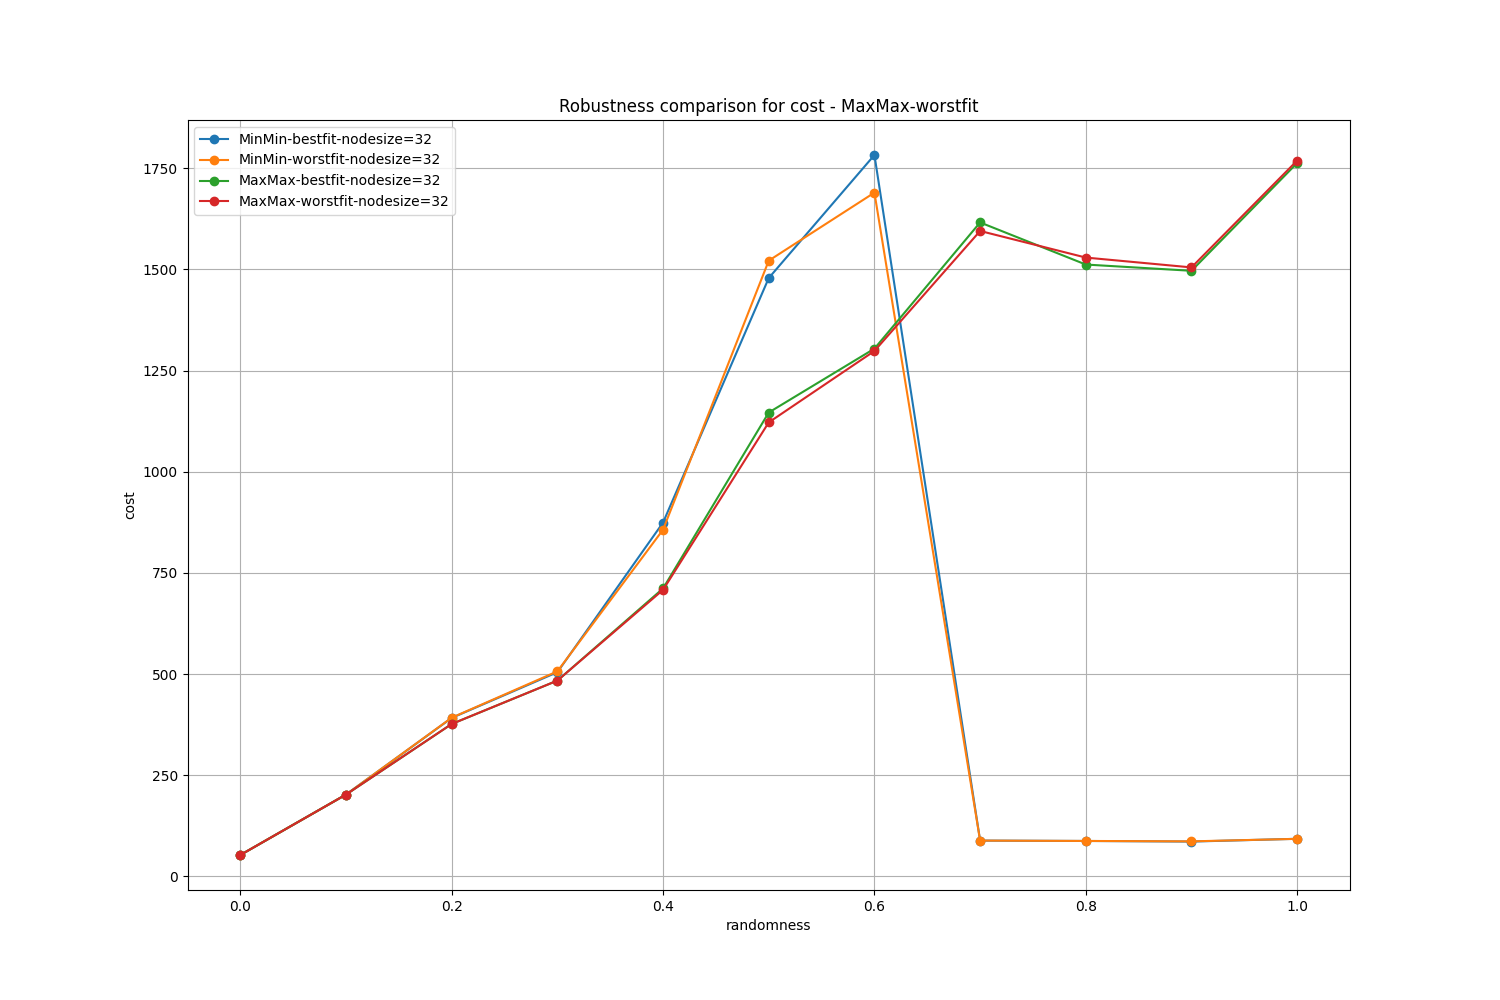 Robustness comparison for cost - MaxMax-worstfit
MinMin-bestfit-nodesize=32
MinMin-worstfit-nodesize=32
MaxMax-bestfit-nodesize=32
MaxMax-worstfit-nodesize=32
1750
1500
1250
1000
750
500
250
0
cost
0.0 0.2 0.4 0.6 0.8 1.0
randomness